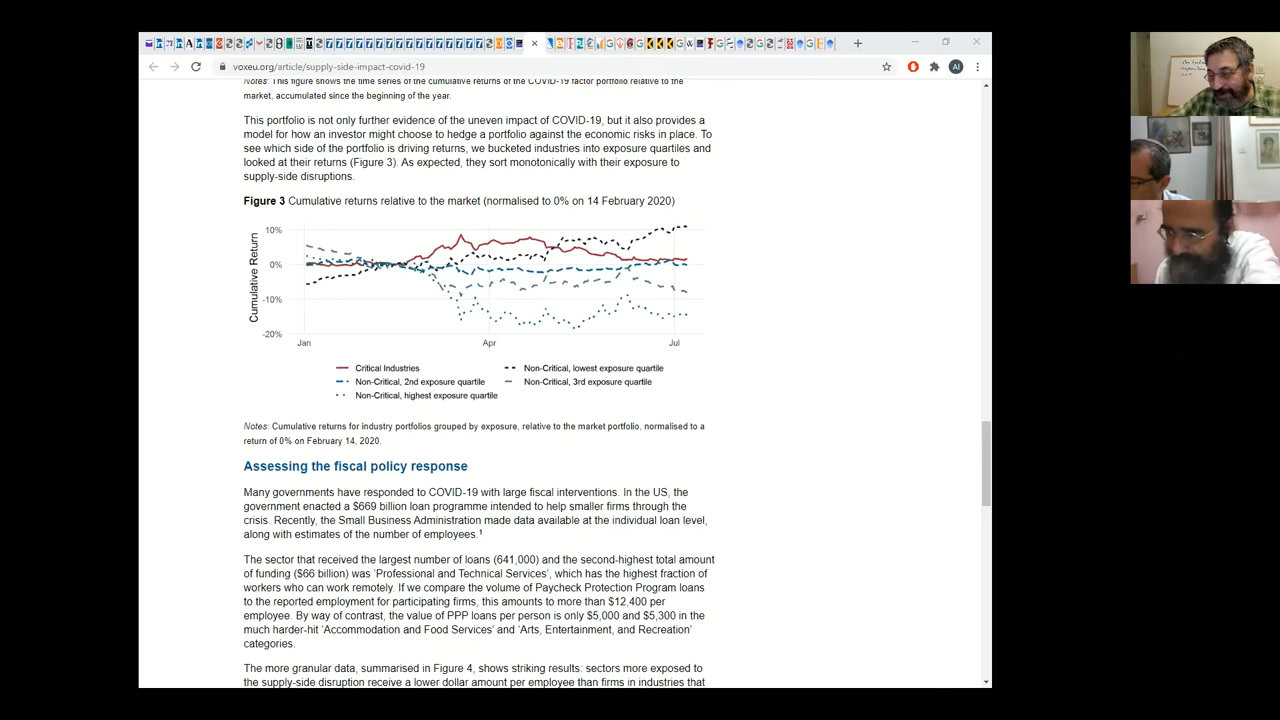 voxeu.org/article/supply-side-impact-covid-19
AI
Notes: This figure shows the time series of the cumulative returns of the COVID-19 factor portfolio relative to the
market, accumulated since the beginning of the year.
This portfolio is not only further evidence of the uneven impact of COVID-19, but it also provides a
model for how an investor might choose to hedge a portfolio against the economic risks in place. To
see which side of the portfolio is driving returns, we bucketed industries into exposure quartiles and
looked at their returns (Figure 3). As expected, they sort monotonically with their exposure to
supply-side disruptions.
Figure 3 Cumulative returns relative to the market (normalised to 0% on 14 February 2020)
Cumulative Return
10%
0%
-10%
-20%
Jan Apr Jul
Critical Industries Non-Critical, lowest exposure quartile
Non-Critical, 2nd exposure quartile Non-Critical, 3rd exposure quartile
Non-Critical, highest exposure quartile
Notes: Cumulative returns for industry portfolios grouped by exposure, relative to the market portfolio, normalised to a
return of 0% on February 14, 2020.
Assessing the fiscal policy response
Many governments have responded to COVID-19 with large fiscal interventions. In the US, the
government enacted a $669 billion loan programme intended to help smaller firms through the
crisis. Recently, the Small Business Administration made data available at the individual loan level,
along with estimates of the number of employees.¹
The sector that received the largest number of loans (641,000) and the second-highest total amount
of funding ($66 billion) was ‘Professional and Technical Services’, which has the highest fraction of
workers who can work remotely. If we compare the volume of Paycheck Protection Program loans
to the reported employment for participating firms, this amounts to more than $12,400 per
employee. By way of contrast, the value of PPP loans per person is only $5,000 and $5,300 in the
much harder-hit ‘Accommodation and Food Services’ and ‘Arts, Entertainment, and Recreation’
categories.
The more granular data, summarised in Figure 4, shows striking results: sectors more exposed to
the supply-side disruption receive a lower dollar amount per employee than firms in industries that